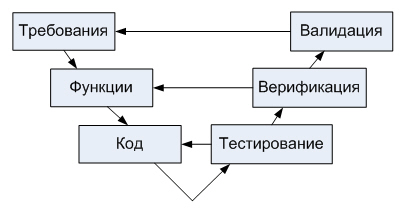 Требования
Валидация
Функции
Верификация
Код
Тестирование